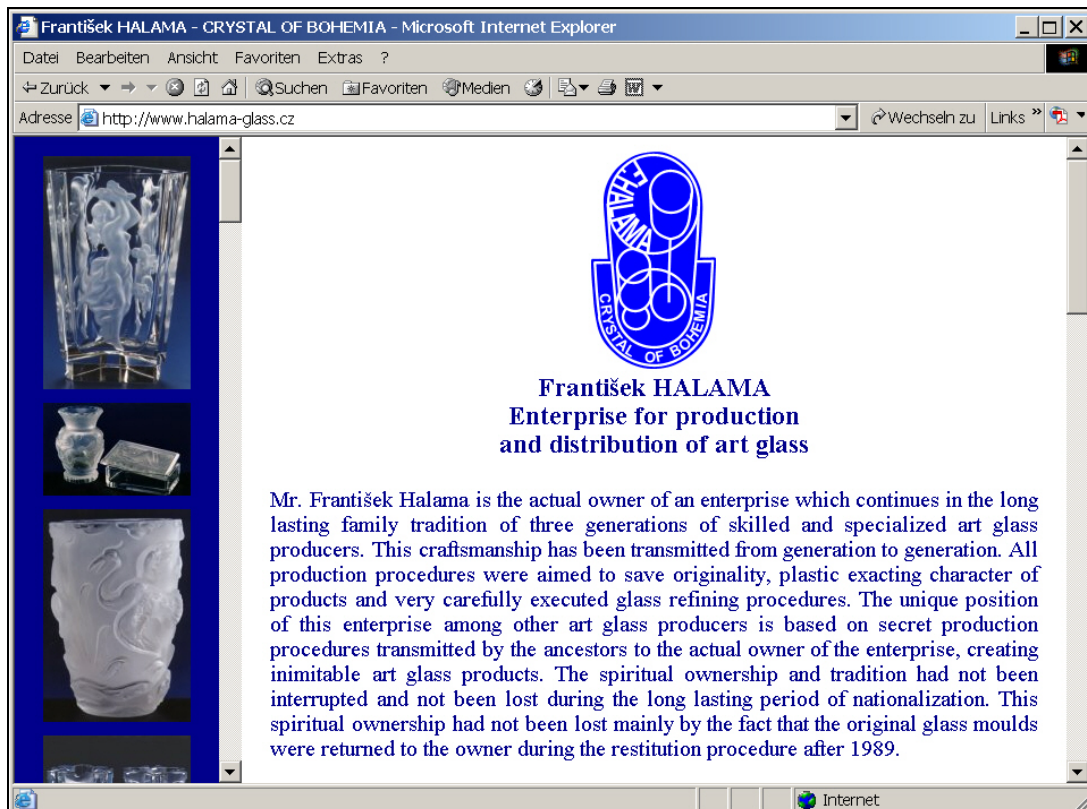 František HALAMA - CRYSTAL OF BOHEMIA - Microsoft Internet Explorer
Datei Bearbeiten Ansicht Favoriten Extras ?
Zurück Suchen Favoriten Medien
Adresse http://www.halama-glass.cz Wechseln zu Links »
F.HALAMA
CRYSTAL OF BOHEMIA
František HALAMA
Enterprise for production
and distribution of art glass
Mr. František Halama is the actual owner of an enterprise which continues in the long
lasting family tradition of three generations of skilled and specialized art glass
producers. This craftsmanship has been transmitted from generation to generation. All
production procedures were aimed to save originality, plastic exacting character of
products and very carefully executed glass refining procedures. The unique position
of this enterprise among other art glass producers is based on secret production
procedures transmitted by the ancestors to the actual owner of the enterprise, creating
inimitable art glass products. The spiritual ownership and tradition had not been
interrupted and not been lost during the long lasting period of nationalization. This
spiritual ownership had not been lost mainly by the fact that the original glass moulds
were returned to the owner during the restitution procedure after 1989.
Internet